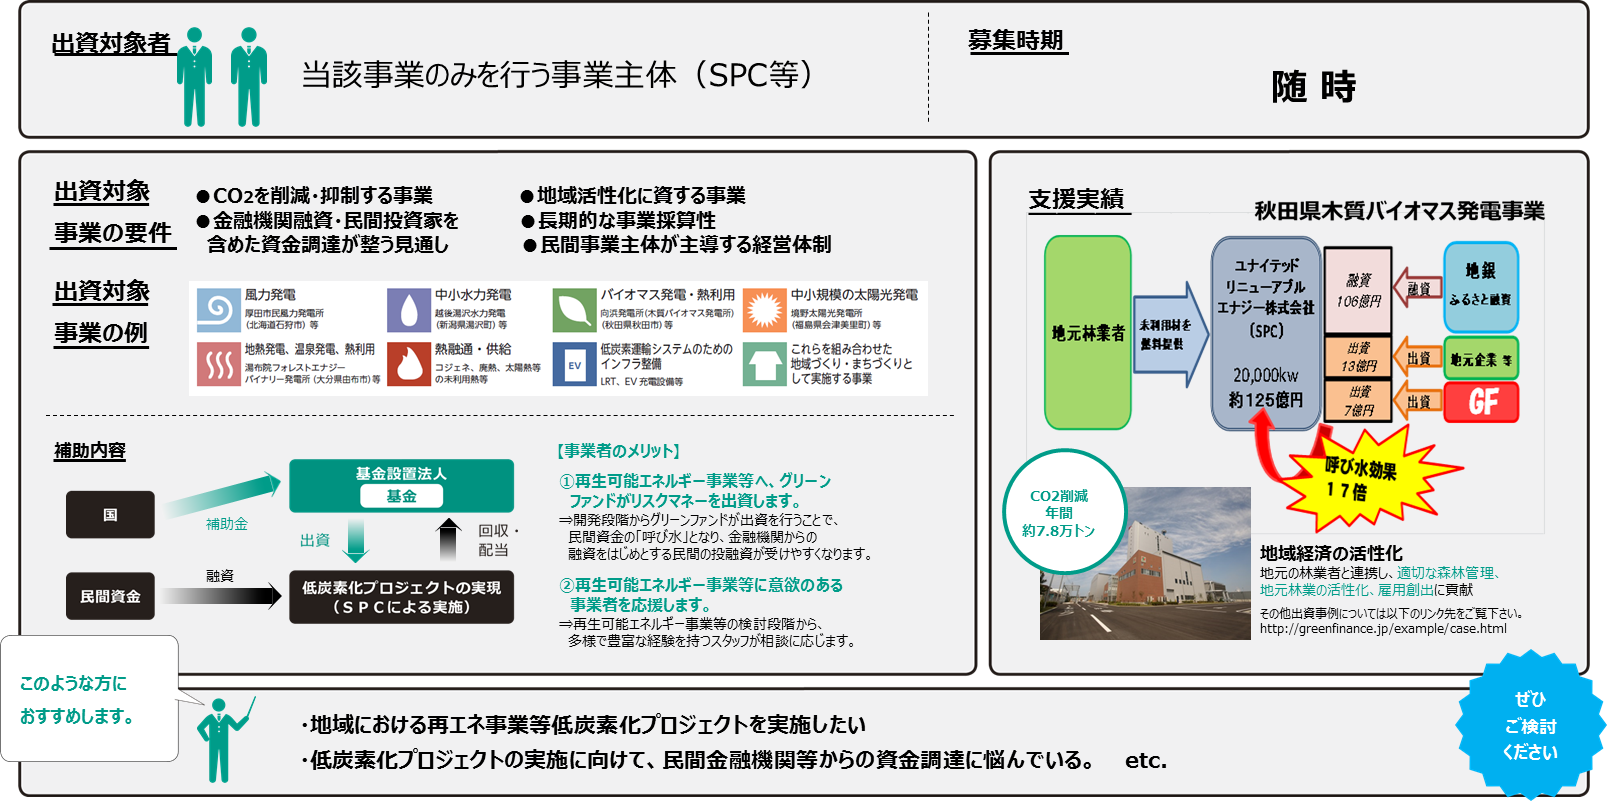 出資対象者
当該事業のみを行う事業主体（SPC等）
募集時期
随 時
出資対象
事業の要件
●CO2を削減・抑制する事業
●金融機関融資・民間投資家を
含めた資金調達が整う見通し
●地域活性化に資する事業
●長期的な事業採算性
●民間事業主体が主導する経営体制
出資対象
事業の例
風力発電
厚田市民風力発電所
（北海道石狩市）等
中小水力発電
越後湯沢水力発電
（新潟県湯沢町）等
バイオマス発電・熱利用
向浜発電所（木質バイオマス発電所）
（秋田県秋田市）等
中小規模の太陽光発電
境野太陽光発電所
（福島県会津美里町）等
地熱発電、温泉発電、熱利用
湯布院フォレストエナジー
バイナリー発電所（大分県由布市）等
熱融通・供給
コジェネ、廃熱、太陽熱等
の未利用熱等
EV
低炭素運輸システムのための
インフラ整備
LRT、EV充電設備等
これらを組み合わせた
地域づくり・まちづくりと
して実施する事業
補助内容
国
補助金
基金設置法人
基金
出資
回収・
配当
民間資金
融資
低炭素化プロジェクトの実現
（ＳＰＣによる実施）
【事業者のメリット】
①再生可能エネルギー事業等へ、グリーン
ファンドがリスクマネーを出資します。
⇒開発段階からグリーンファンドが出資を行うことで、
民間資金の「呼び水」となり、金融機関からの
融資をはじめとする民間の投融資が受けやすくなります。
②再生可能エネルギー事業等に意欲のある
事業者を応援します。
⇒再生可能エネルギー事業等の検討段階から、
多様で豊富な経験を持つスタッフが相談に応じます。
支援実績
秋田県木質バイオマス発電事業
地元林業者
未利用材を
燃料提供
ユナイテッド
リニューアブル
エナジー株式会社
（SPC）
20,000kw
約125億円
融資
106億円
出資
13億円
出資
7億円
融資
出資
出資
地銀
ふるさと融資
地元企業 等
GF
呼び水効果
１７倍
CO2削減
年間
約7.8万トン
地域経済の活性化
地元の林業者と連携し、適切な森林管理、
地元林業の活性化、雇用創出に貢献
その他出資事例については以下のリンク先をご覧下さい。
http://greenfinance.jp/example/case.html
このような方に
おすすめします。
・地域における再エネ事業等低炭素化プロジェクトを実施したい
・低炭素化プロジェクトの実施に向けて、民間金融機関等からの資金調達に悩んでいる。 etc.
ぜひ
ご検討
ください